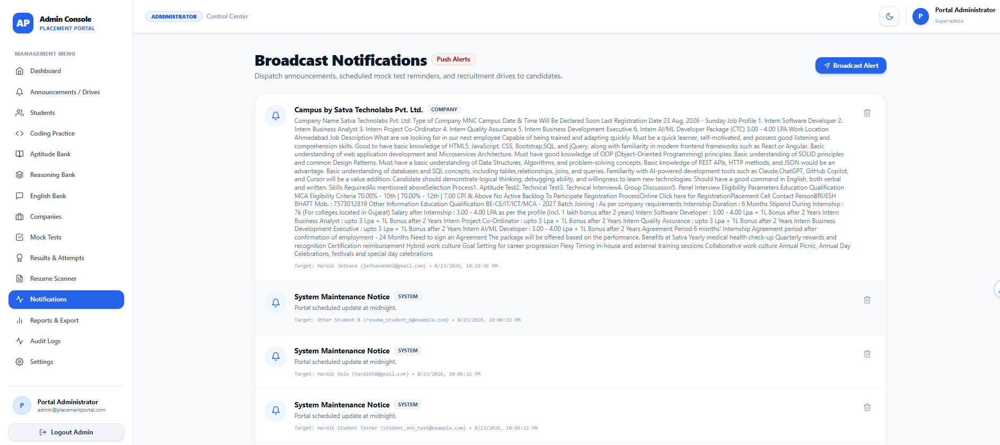 AP
Admin Console
PLACEMENT PORTAL
MANAGEMENT MENU
Dashboard
Announcements / Drives
Students
Coding Practice
Aptitude Bank
Reasoning Bank
English Bank
Companies
Mock Tests
Results & Attempts
Resume Scanner
Notifications
Reports & Export
Audit Logs
Settings
P
Portal Administrator
admin@placementportal.com
Logout Admin
ADMINISTRATOR
Control Center
P
Portal Administrator
Superadmin
Broadcast Notifications
Push Alerts
Dispatch announcements, scheduled mock test reminders, and recruitment drives to candidates.
Broadcast Alert
Campus by Satva Technolabs Pvt. Ltd.
COMPANY
Company Name Satva Technolabs Pvt. Ltd. Type of Company MNC Campus Date & Time Will Be Declared Soon Last Registration Date 23 Aug, 2026 - Sunday Job Profile 1. Intern Software Developer 2.
Intern Business Analyst 3. Intern Project Co-Ordinator 4. Intern Quality Assurance 5. Intern Business Development Executive 6. Intern AI/ML Developer Package (CTC) 3.00 - 4.00 LPA Work Location
Ahmedabad Job Description What are we looking for in our next employee Capable of being trained and adapting quickly. Must be a quick learner, self-motivated, and possess good listening and
comprehension skills. Good to have basic knowledge of HTML5, JavaScript, CSS, Bootstrap,SQL, and jQuery, along with familiarity in modern frontend frameworks such as React or Angular. Basic
understanding of web application development and Microservices Architecture. Must have good knowledge of OOP (Object-Oriented Programming) principles. Basic understanding of SOLID principles
and common Design Patterns. Must have a basic understanding of Data Structures, Algorithms, and problem-solving concepts. Basic knowledge of REST APIs, HTTP methods, and JSON would be an
advantage. Basic understanding of databases and SQL concepts, including tables,relationships, joins, and queries. Familiarity with AI-powered development tools such as Claude,ChatGPT, GitHub Copilot,
and Cursor will be a value addition. Candidate should demonstrate logical thinking, debugging ability, and willingness to learn new technologies. Should have a good command in English, both verbal
and written. Skills RequiredAs mentioned aboveSelection Process1. Aptitude Test2. Technical Test3. Technical Interview4. Group Discussion5. Panel Interview Eligibility Parameters Education Qualification
MCA Eligibility Criteria 70.00% - 10th | 70.00% - 12th | 7.00 CPI & Above No Active Backlog To Participate Registration ProcessOnline Click here for RegistrationPlacement Cell Contact PersonBRIJESH
BHATT Mob. : 7573012819 Other Information Education Qualification BE-CE/IT/ICT/MCA - 2027 Batch Joining : As per company requirements Internship Duration : 6 Months Stipend During Internship :
7k (For colleges located in Gujarat) Salary after Internship : 3.00 - 4.00 LPA as per the profile (Incl. 1 lakh bonus after 2 years) Intern Software Developer : 3.00 - 4.00 Lpa + 1L Bonus after 2 Years Intern
Business Analyst : upto 3 Lpa + 1L Bonus after 2 Years Intern Project Co-Ordinator : upto 3 Lpa + 1L Bonus after 2 Years Intern Quality Assurance : upto 3 Lpa + 1L Bonus after 2 Years Intern Business
Development Executive : upto 3 Lpa + 1L Bonus after 2 Years Intern AI/ML Developer : 3.00 - 4.00 Lpa + 1L Bonus after 2 Years Agreement Period 6 months' Internship Agreement period after
confirmation of employment - 24 Months Need to sign an Agreement The package will be offered based on the performance. Benefits at Satva Yearly medical health check-up Quarterly rewards and
recognition Certification reimbursement Hybrid work culture Goal Setting for career progression Flexy Timing In-house and external training sessions Collaborative work culture Annual Picnic, Annual Day
Celebrations, festivals and special day celebrations
Target: Hardik Jethava (jethavah042@gmail.com) • 8/23/2026, 10:29:36 PM
System Maintenance Notice
SYSTEM
Portal scheduled update at midnight.
Target: Other Student B (resume_student_b@example.com) • 8/23/2026, 10:06:32 PM
System Maintenance Notice
SYSTEM
Portal scheduled update at midnight.
Target: Hardik Vala (hardik50@gmail.com) • 8/23/2026, 10:06:32 PM
System Maintenance Notice
SYSTEM
Portal scheduled update at midnight.
Target: Hardik Student Tester (student_ann_test@example.com) • 8/23/2026, 10:06:32 PM